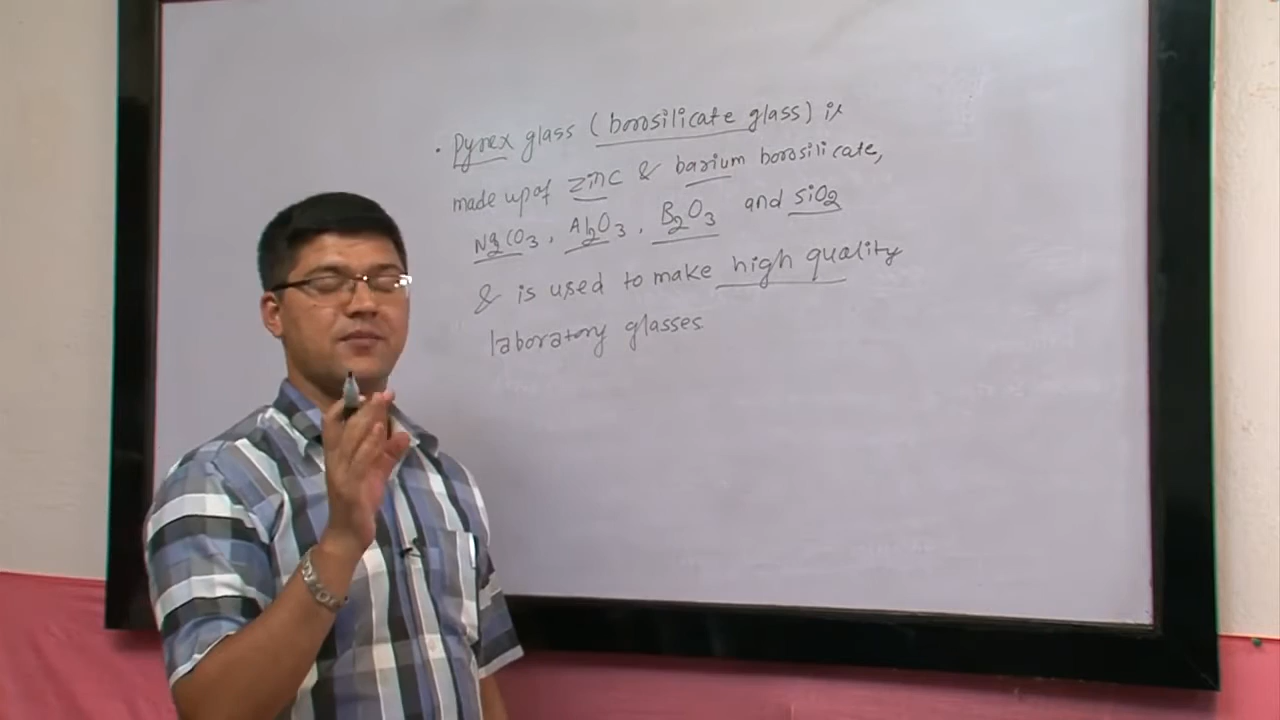 • Pyrex glass (borosilicate glass) is
made up of zinc & barium borosilicate,
Na2CO3, Al2O3, B2O3 and SiO2
& is used to make high quality
laboratory glasses.